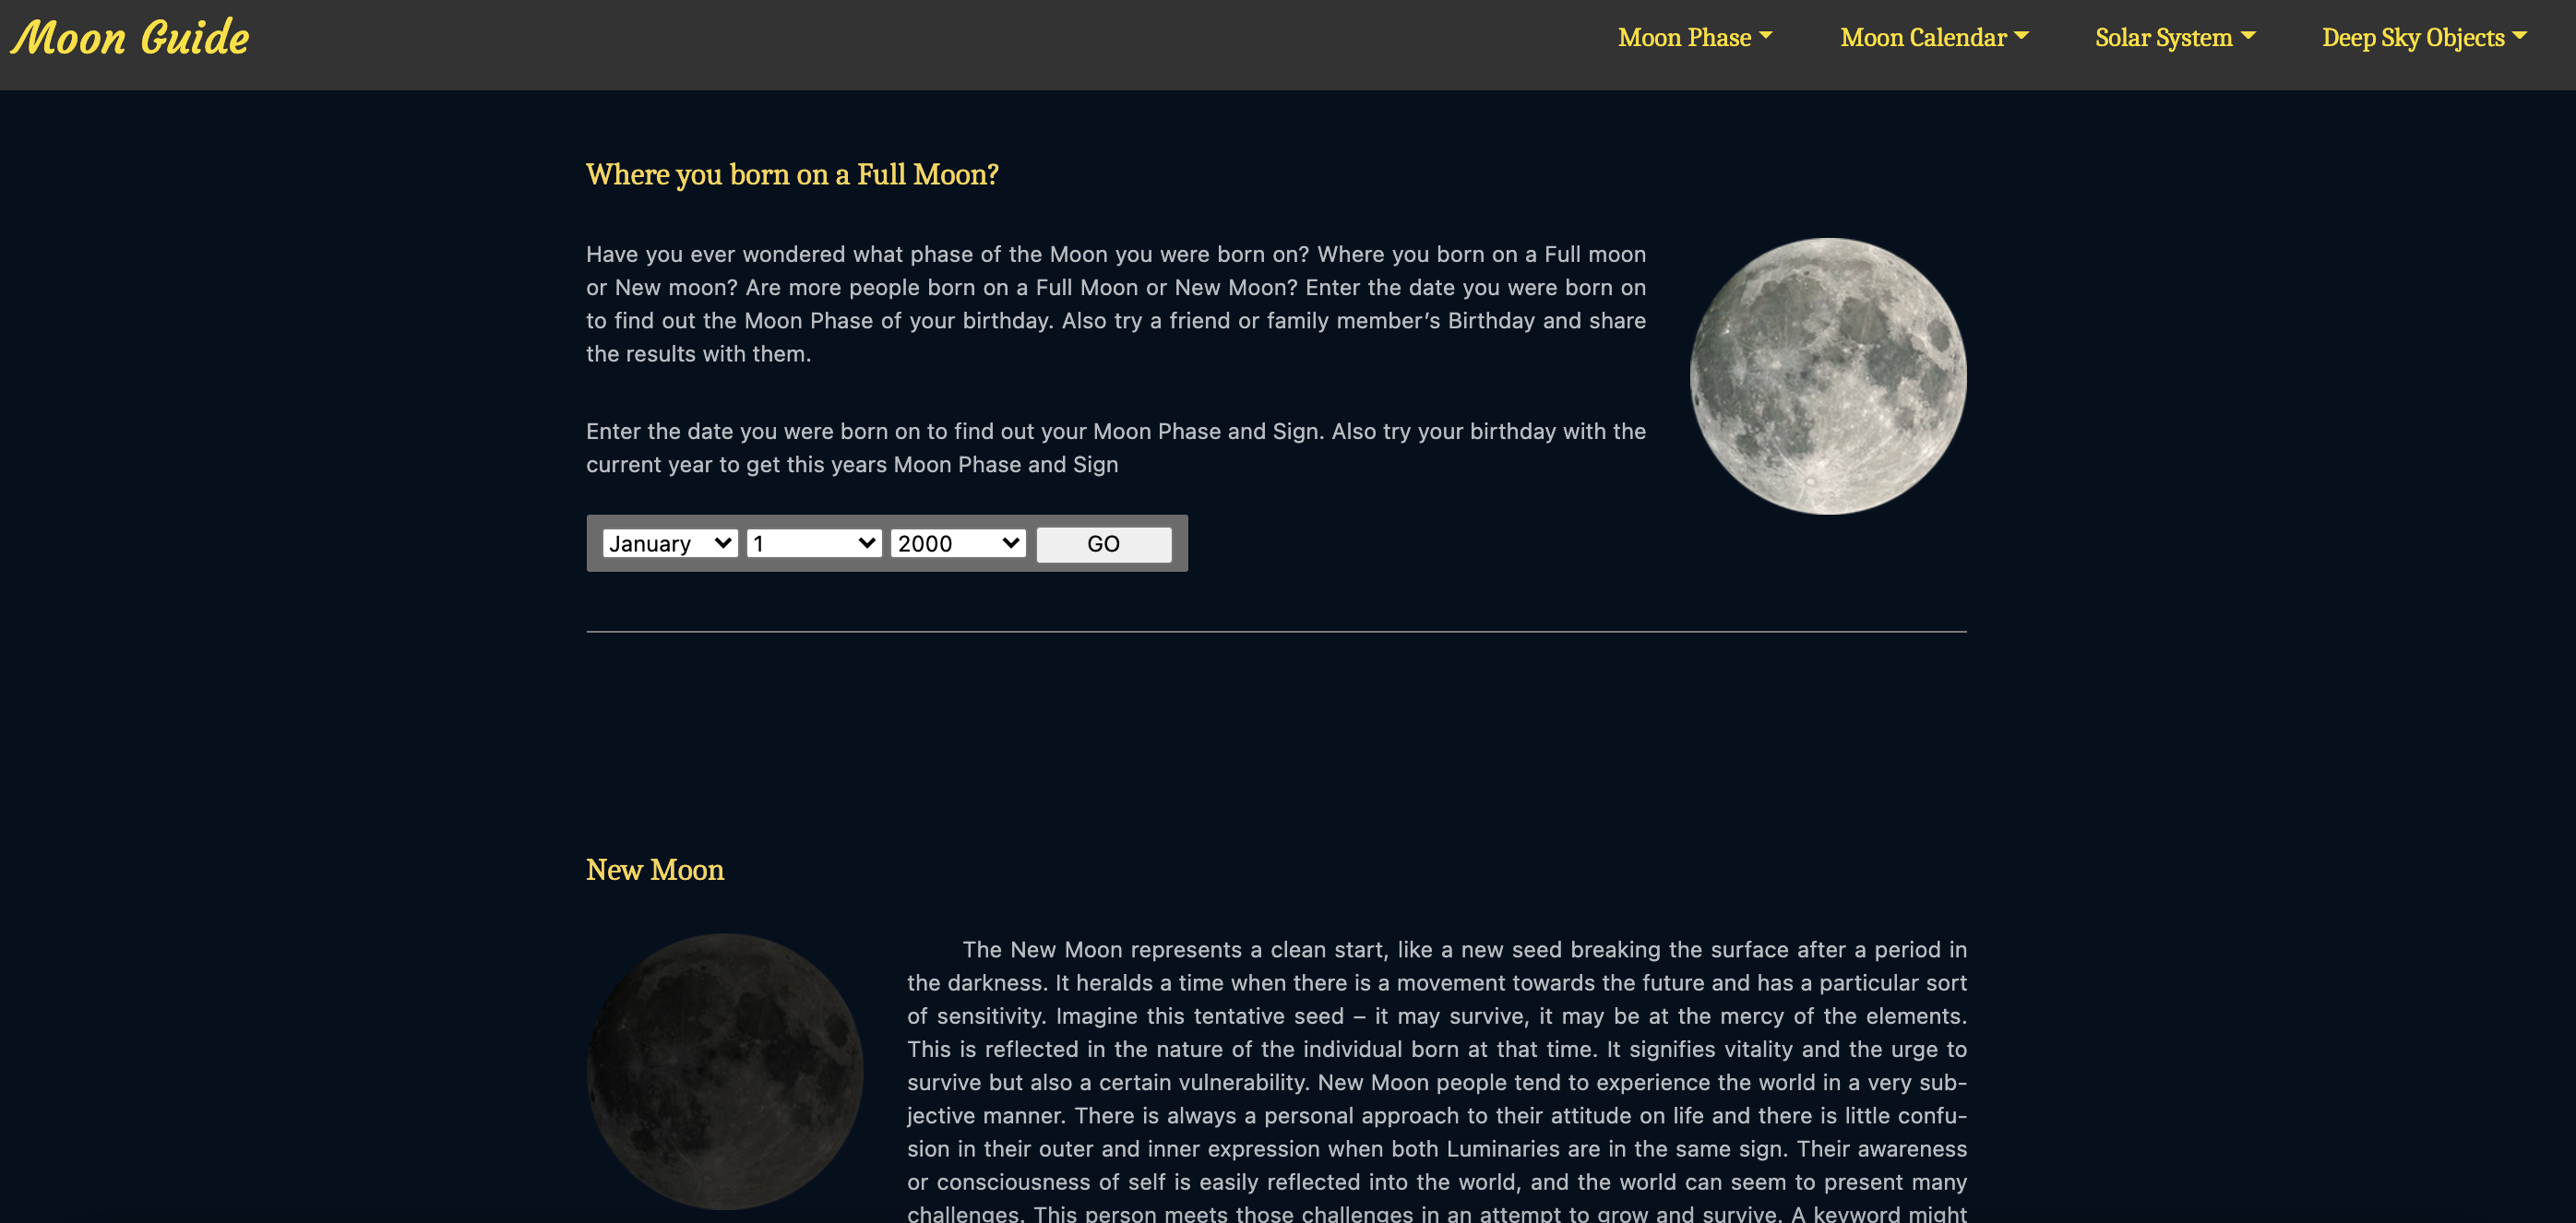 Moon Guide
Moon Phase
Moon Calendar
Solar System
Deep Sky Objects
Where you born on a Full Moon?
Have you ever wondered what phase of the Moon you were born on? Where you born on a Full moon
or New moon? Are more people born on a Full Moon or New Moon? Enter the date you were born on
to find out the Moon Phase of your birthday. Also try a friend or family member’s Birthday and share
the results with them.
Enter the date you were born on to find out your Moon Phase and Sign. Also try your birthday with the
current year to get this years Moon Phase and Sign
January
1
2000
GO
New Moon
The New Moon represents a clean start, like a new seed breaking the surface after a period in
the darkness. It heralds a time when there is a movement towards the future and has a particular sort
of sensitivity. Imagine this tentative seed – it may survive, it may be at the mercy of the elements.
This is reflected in the nature of the individual born at that time. It signifies vitality and the urge to
survive but also a certain vulnerability. New Moon people tend to experience the world in a very sub-
jective manner. There is always a personal approach to their attitude on life and there is little confu-
sion in their outer and inner expression when both Luminaries are in the same sign. Their awareness
or consciousness of self is easily reflected into the world, and the world can seem to present many
challenges. This person meets those challenges in an attempt to grow and survive. A keyword might